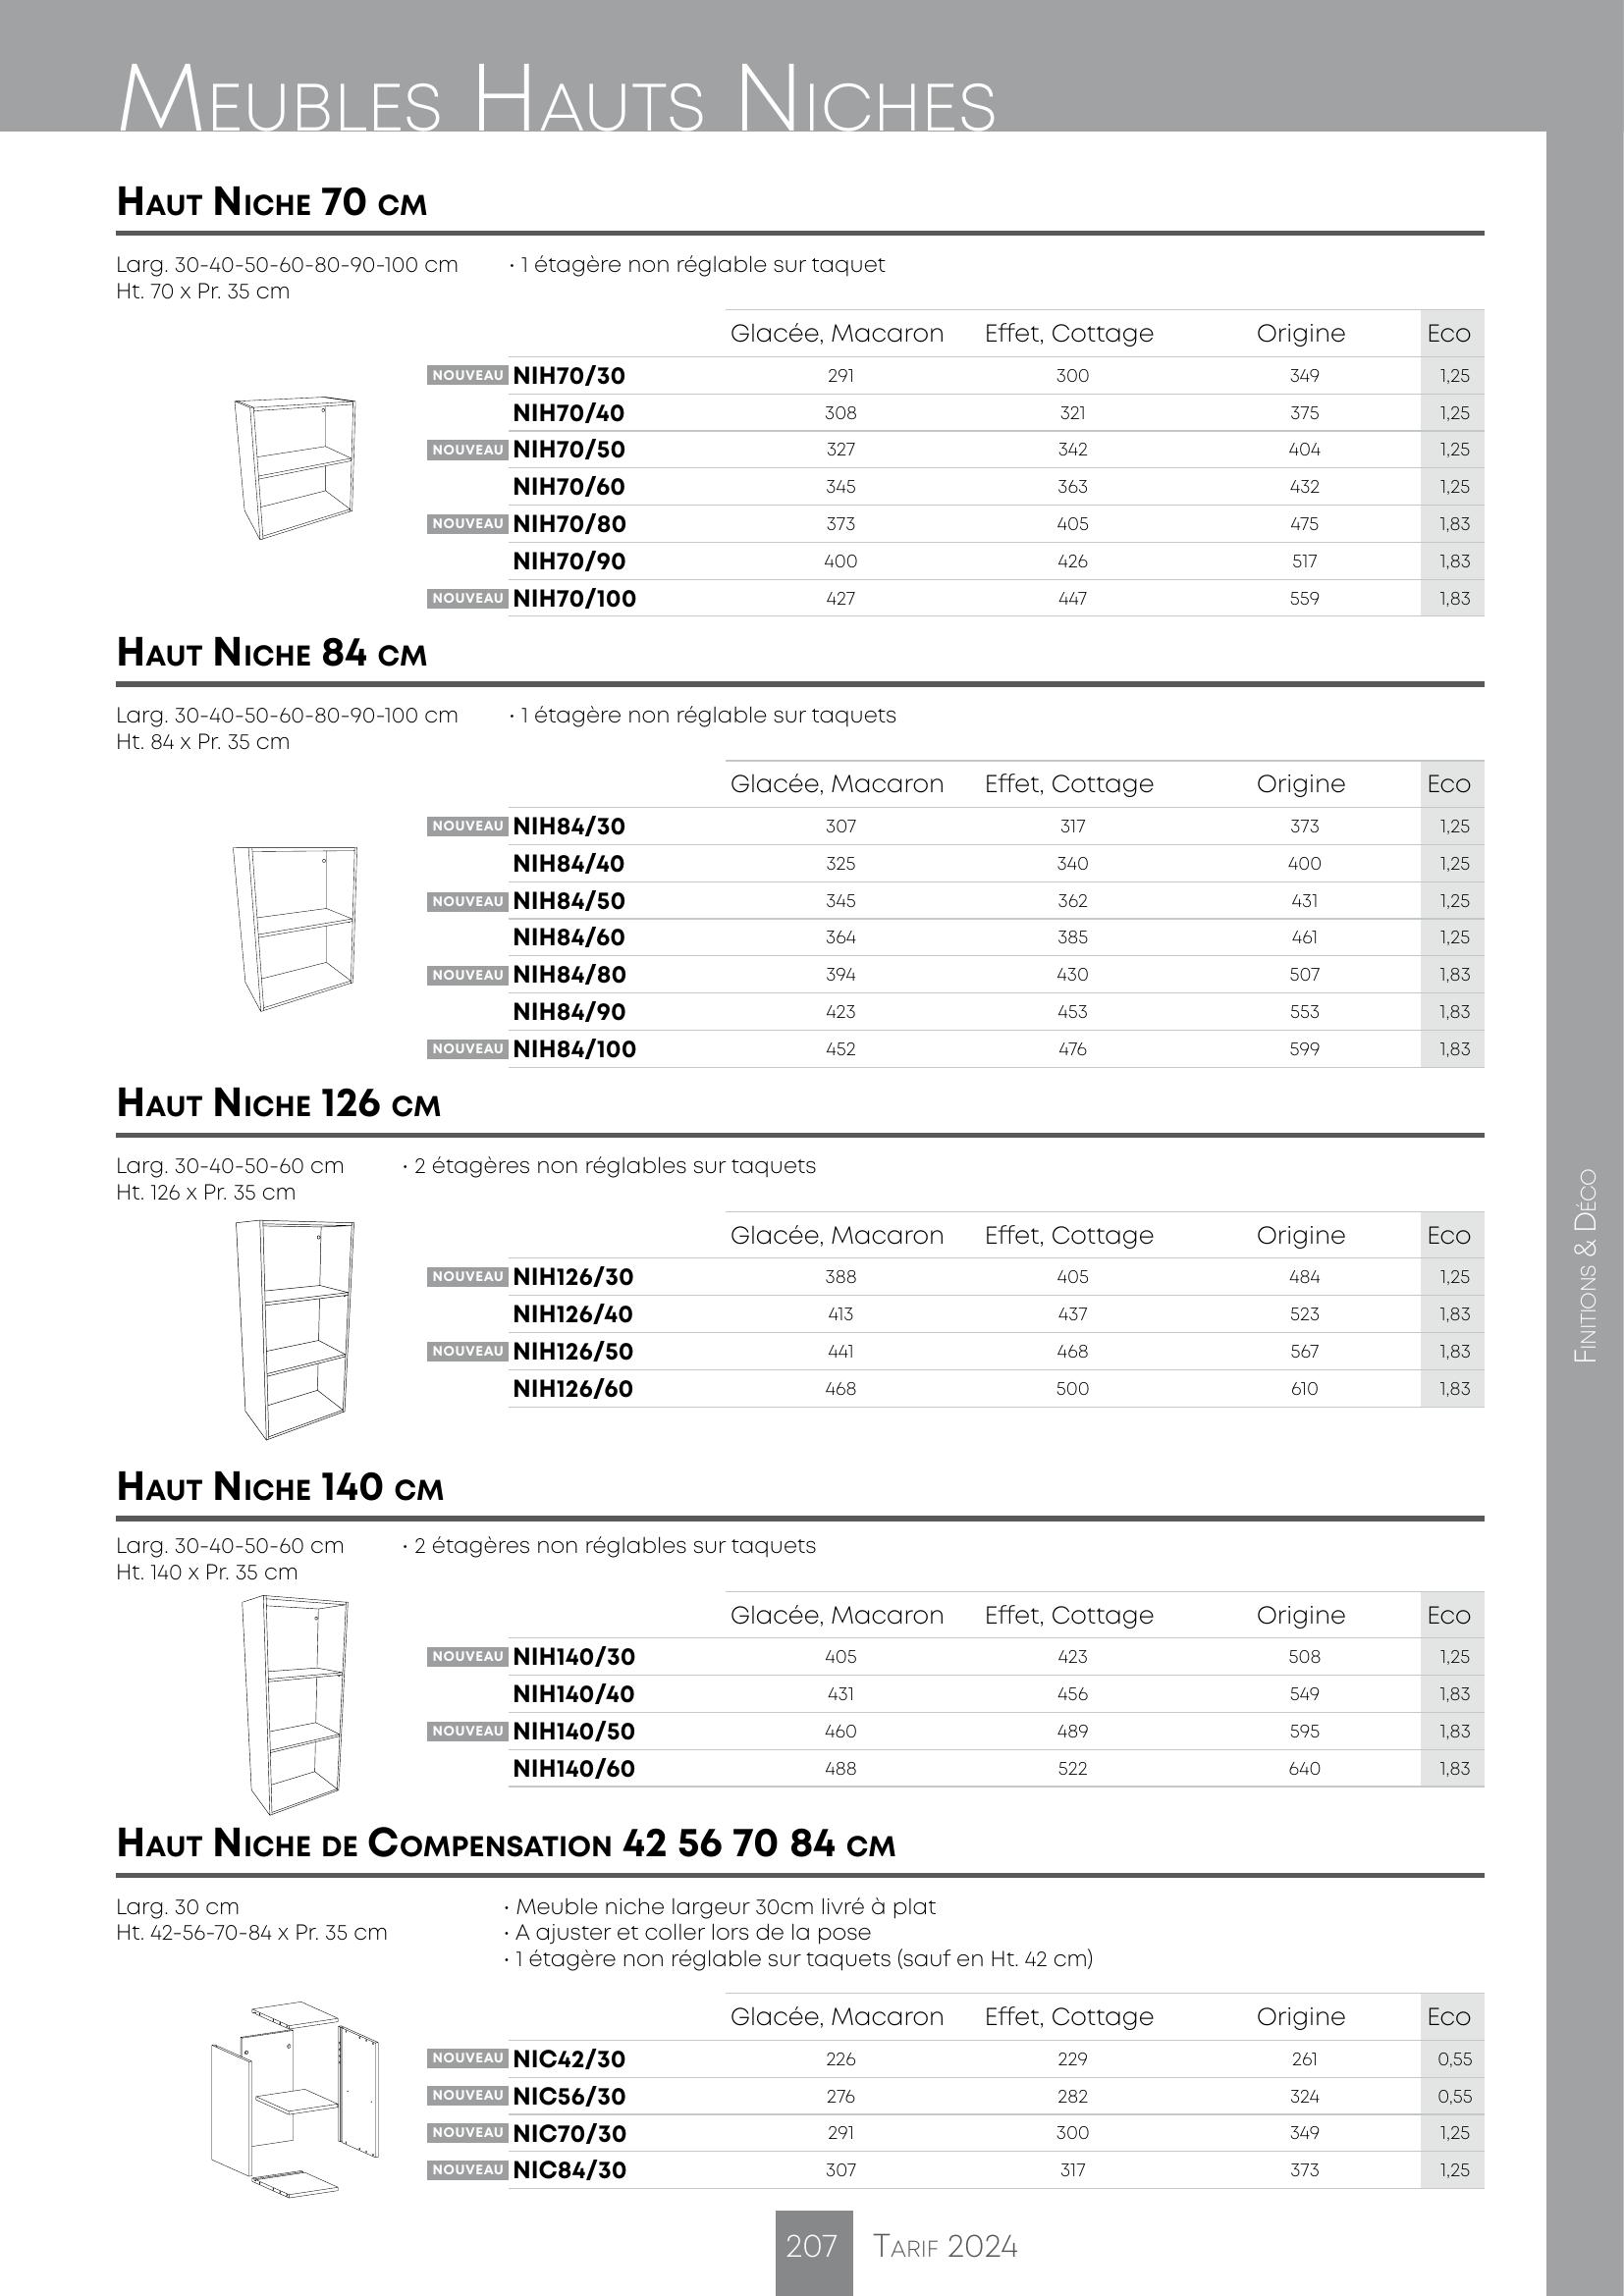 Meubles Hauts Niches
Haut Niche 70 cm
Larg. 30-40-50-60-80-90-100 cm · 1 étagère non réglable sur taquet
Ht. 70 x Pr. 35 cm
Glacée, Macaron Effet, Cottage Origine Eco
NOUVEAU NIH70/30 291 300 349 1,25
NIH70/40 308 321 375 1,25
NOUVEAU NIH70/50 327 342 404 1,25
NIH70/60 345 363 432 1,25
NOUVEAU NIH70/80 373 405 475 1,83
NIH70/90 400 426 517 1,83
NOUVEAU NIH70/100 427 447 559 1,83
Haut Niche 84 cm
Larg. 30-40-50-60-80-90-100 cm · 1 étagère non réglable sur taquets
Ht. 84 x Pr. 35 cm
Glacée, Macaron Effet, Cottage Origine Eco
NOUVEAU NIH84/30 307 317 373 1,25
NIH84/40 325 340 400 1,25
NOUVEAU NIH84/50 345 362 431 1,25
NIH84/60 364 385 461 1,25
NOUVEAU NIH84/80 394 430 507 1,83
NIH84/90 423 453 553 1,83
NOUVEAU NIH84/100 452 476 599 1,83
Haut Niche 126 cm
Larg. 30-40-50-60 cm · 2 étagères non réglables sur taquets
Ht. 126 x Pr. 35 cm
Glacée, Macaron Effet, Cottage Origine Eco
NOUVEAU NIH126/30 388 405 484 1,25
NIH126/40 413 437 523 1,83
NOUVEAU NIH126/50 441 468 567 1,83
NIH126/60 468 500 610 1,83
Haut Niche 140 cm
Larg. 30-40-50-60 cm · 2 étagères non réglables sur taquets
Ht. 140 x Pr. 35 cm
Glacée, Macaron Effet, Cottage Origine Eco
NOUVEAU NIH140/30 405 423 508 1,25
NIH140/40 431 456 549 1,83
NOUVEAU NIH140/50 460 489 595 1,83
NIH140/60 488 522 640 1,83
Haut Niche de Compensation 42 56 70 84 cm
Larg. 30 cm · Meuble niche largeur 30cm livré à plat
Ht. 42-56-70-84 x Pr. 35 cm · A ajuster et coller lors de la pose
· 1 étagère non réglable sur taquets (sauf en Ht. 42 cm)
Glacée, Macaron Effet, Cottage Origine Eco
NOUVEAU NIC42/30 226 229 261 0,55
NOUVEAU NIC56/30 276 282 324 0,55
NOUVEAU NIC70/30 291 300 349 1,25
NOUVEAU NIC84/30 307 317 373 1,25
Finitions & Déco
207 Tarif 2024